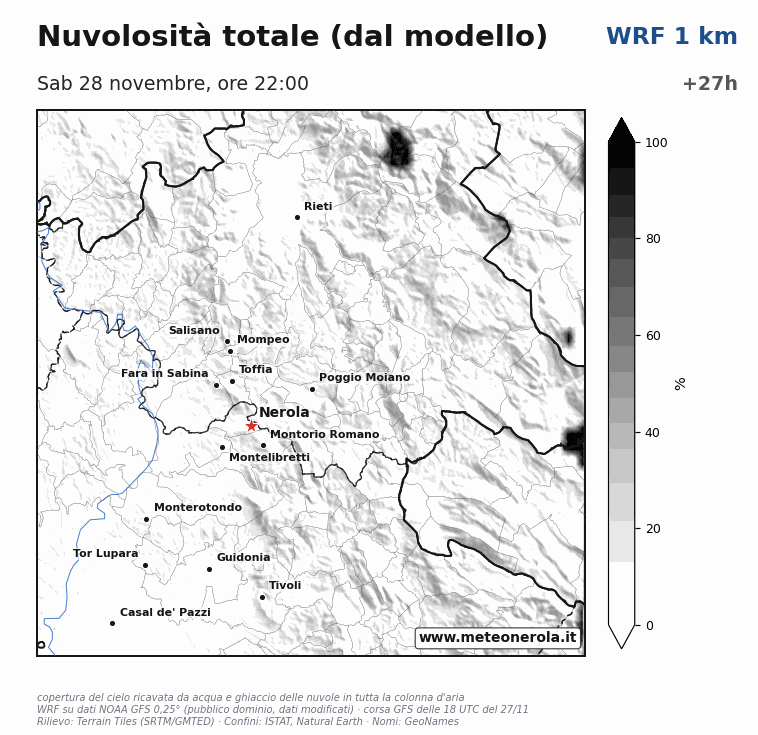 Nuvolosità totale (dal modello)
WRF 1 km
Sab 28 novembre, ore 22:00
+27h
Rieti
Salisano
Mompeo
Fara in Sabina
Toffia
Poggio Moiano
Nerola
Montorio Romano
Montelibretti
Monterotondo
Tor Lupara
Guidonia
Tivoli
Casal de' Pazzi
www.meteonerola.it
100
80
60
40
20
0
%
copertura del cielo ricavata da acqua e ghiaccio delle nuvole in tutta la colonna d'aria
WRF su dati NOAA GFS 0,25° (pubblico dominio, dati modificati) · corsa GFS delle 18 UTC del 27/11
Rilievo: Terrain Tiles (SRTM/GMTED) · Confini: ISTAT, Natural Earth · Nomi: GeoNames